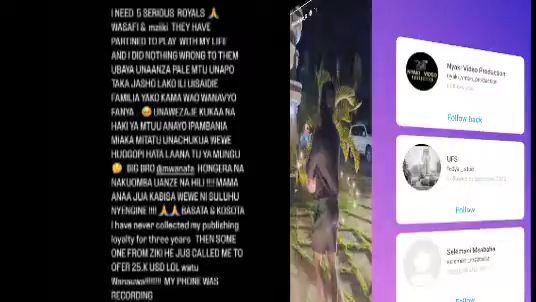 I NEED 5 SERIOUS ROYALS 🙏
WASAFI & mziiki THEY HAVE
PARTINED TO PLAY WITH MY LIFE
AND I DID NOTHING WRONG TO THEM
UBAYA UNAANZA PALE MTU UNAPO
TAKA JASHO LAKO ILI UISAIDIE
FAMILIA YAKO KAMA WAO WANAVYO
FANYA 🥹 UNAWEZAJE KUKAA NA
HAKI YA MTUU ANAYO IPAMBANIA
MIAKA MITATU UNACHUKUA WEWE
HUOGOPI HATA LAANA TU YA MUNGU
🤔 BIG BRO @mwanafa HONGERA NA
NAKUOMBA UANZE NA HILI !!!! MAMA
ANAA JUA KABISA WEWE NI SULUHU
NYENGINE !!!! 🙏🙏 BASATA & KOSOTA
I have never collected my publishing
loyalty for three years THEN SOME
ONE FROM ZIKI HE JUS CALLED ME TO
OFER 25.K USD LOL watu
Wanauwa!!!!!!!!! MY PHONE WAS
RECORDING
Nyaki Video Production
Follow back
UFS
Follow
Follow